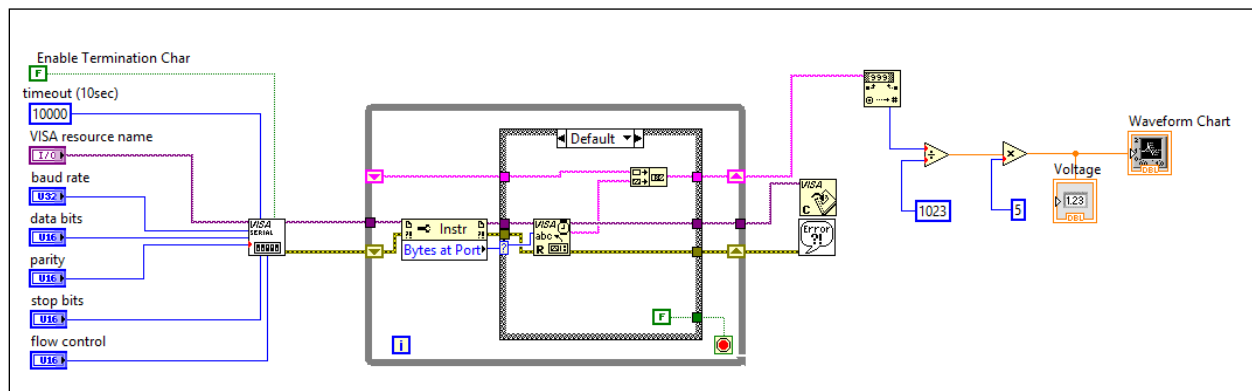 Enable Termination Char
F
timeout (10sec)
10000
VISA resource name
I/O
baud rate
U32
data bits
U16
parity
U16
stop bits
U16
flow control
U16
VISA
SERIAL
i
Instr
Bytes at Port
Default
?
VISA
abc
R
F
VISA
C
Error
?!
999
#
÷
1023
×
5
Waveform Chart
DBL
Voltage
1.23
DBL